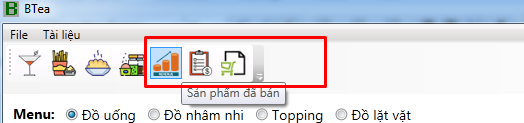 BTea
File Tài liệu
Sản phẩm đã bán
Menu: Đồ uống Đồ nhâm nhi Topping Đồ lặt vặt